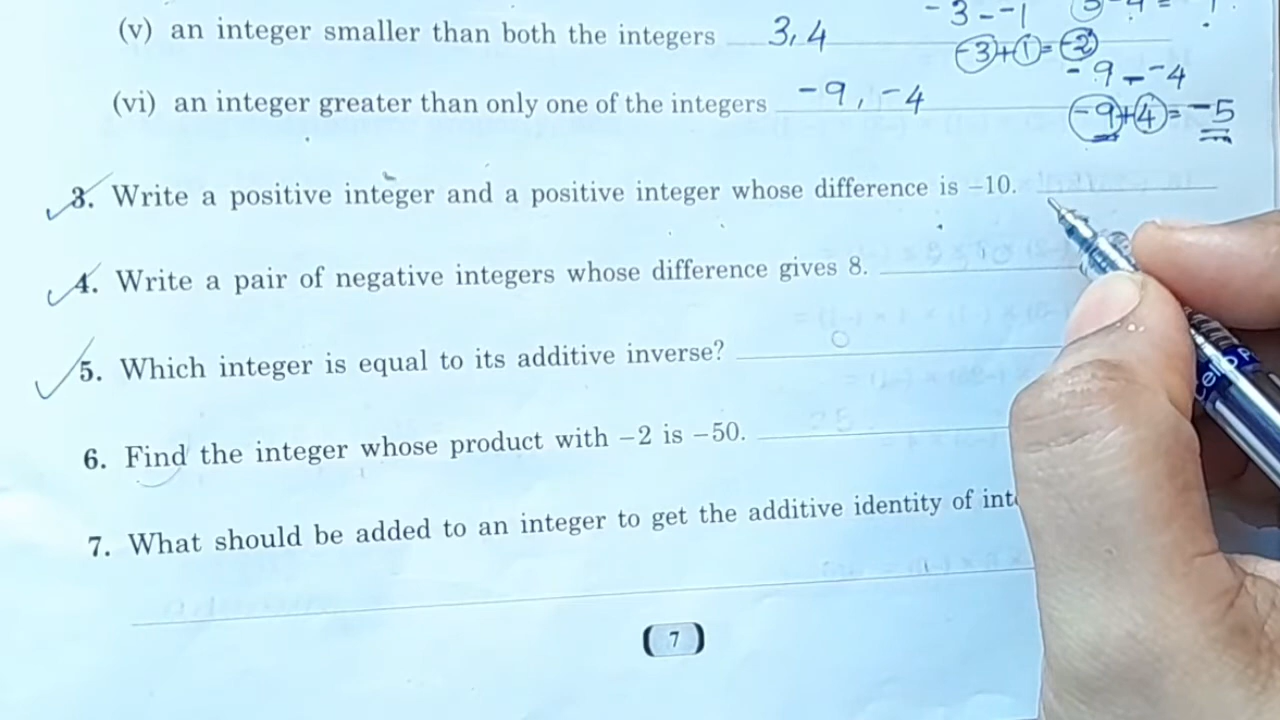 (v) an integer smaller than both the integers 3, 4
-3 - -1
-3+1=-2
(vi) an integer greater than only one of the integers -9, -4
-9 - -4
-9+4=-5
3. Write a positive integer and a positive integer whose difference is −10.
4. Write a pair of negative integers whose difference gives 8.
5. Which integer is equal to its additive inverse? 0
6. Find the integer whose product with −2 is −50.
7. What should be added to an integer to get the additive identity of
7
Cello